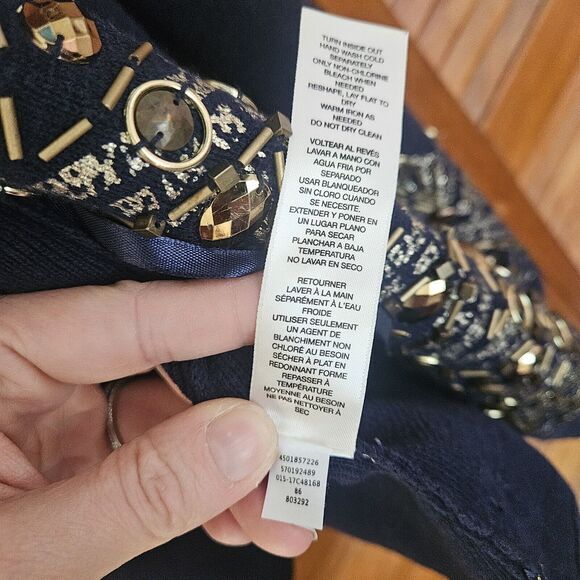 TURN INSIDE OUT
HAND WASH COLD
SEPARATELY
ONLY NON-CHLORINE
BLEACH WHEN
NEEDED
RESHAPE, LAY FLAT TO
DRY
WARM IRON AS
NEEDED
DO NOT DRY CLEAN
VOLTEAR AL REVÉS
LAVAR A MANO CON
AGUA FRIA POR
SEPARADO
USAR BLANQUEADOR
SIN CLORO CUANDO
SE NECESITE.
EXTENDER Y PONER EN
UN LUGAR PLANO
PARA SECAR
PLANCHAR A BAJA
TEMPERATURA
NO LAVAR EN SECO
RETOURNER
LAVER À LA MAIN
SÉPARÉMENT À L'EAU
FROIDE
UTILISER SEULEMENT
UN AGENT DE
BLANCHIMENT NON
CHLORÉ AU BESOIN
SÉCHER À PLAT EN
REDONNANT FORME
REPASSER À
TEMPÉRATURE
MOYENNE AU BESOIN
NE PAS NETTOYER À
SEC
4501857226
570192489
015-17C48168
86
803292